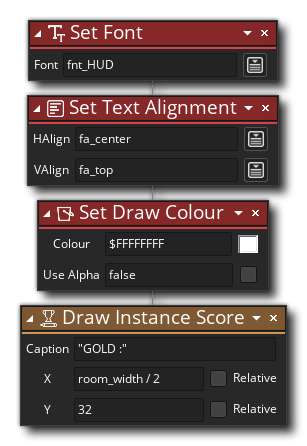 Set Font
Font fnt_HUD
Set Text Alignment
HAlign fa_center
VAlign fa_top
Set Draw Colour
Colour $FFFFFFFF
Use Alpha false
Draw Instance Score
Caption "GOLD :"
X room_width / 2 Relative
Y 32 Relative